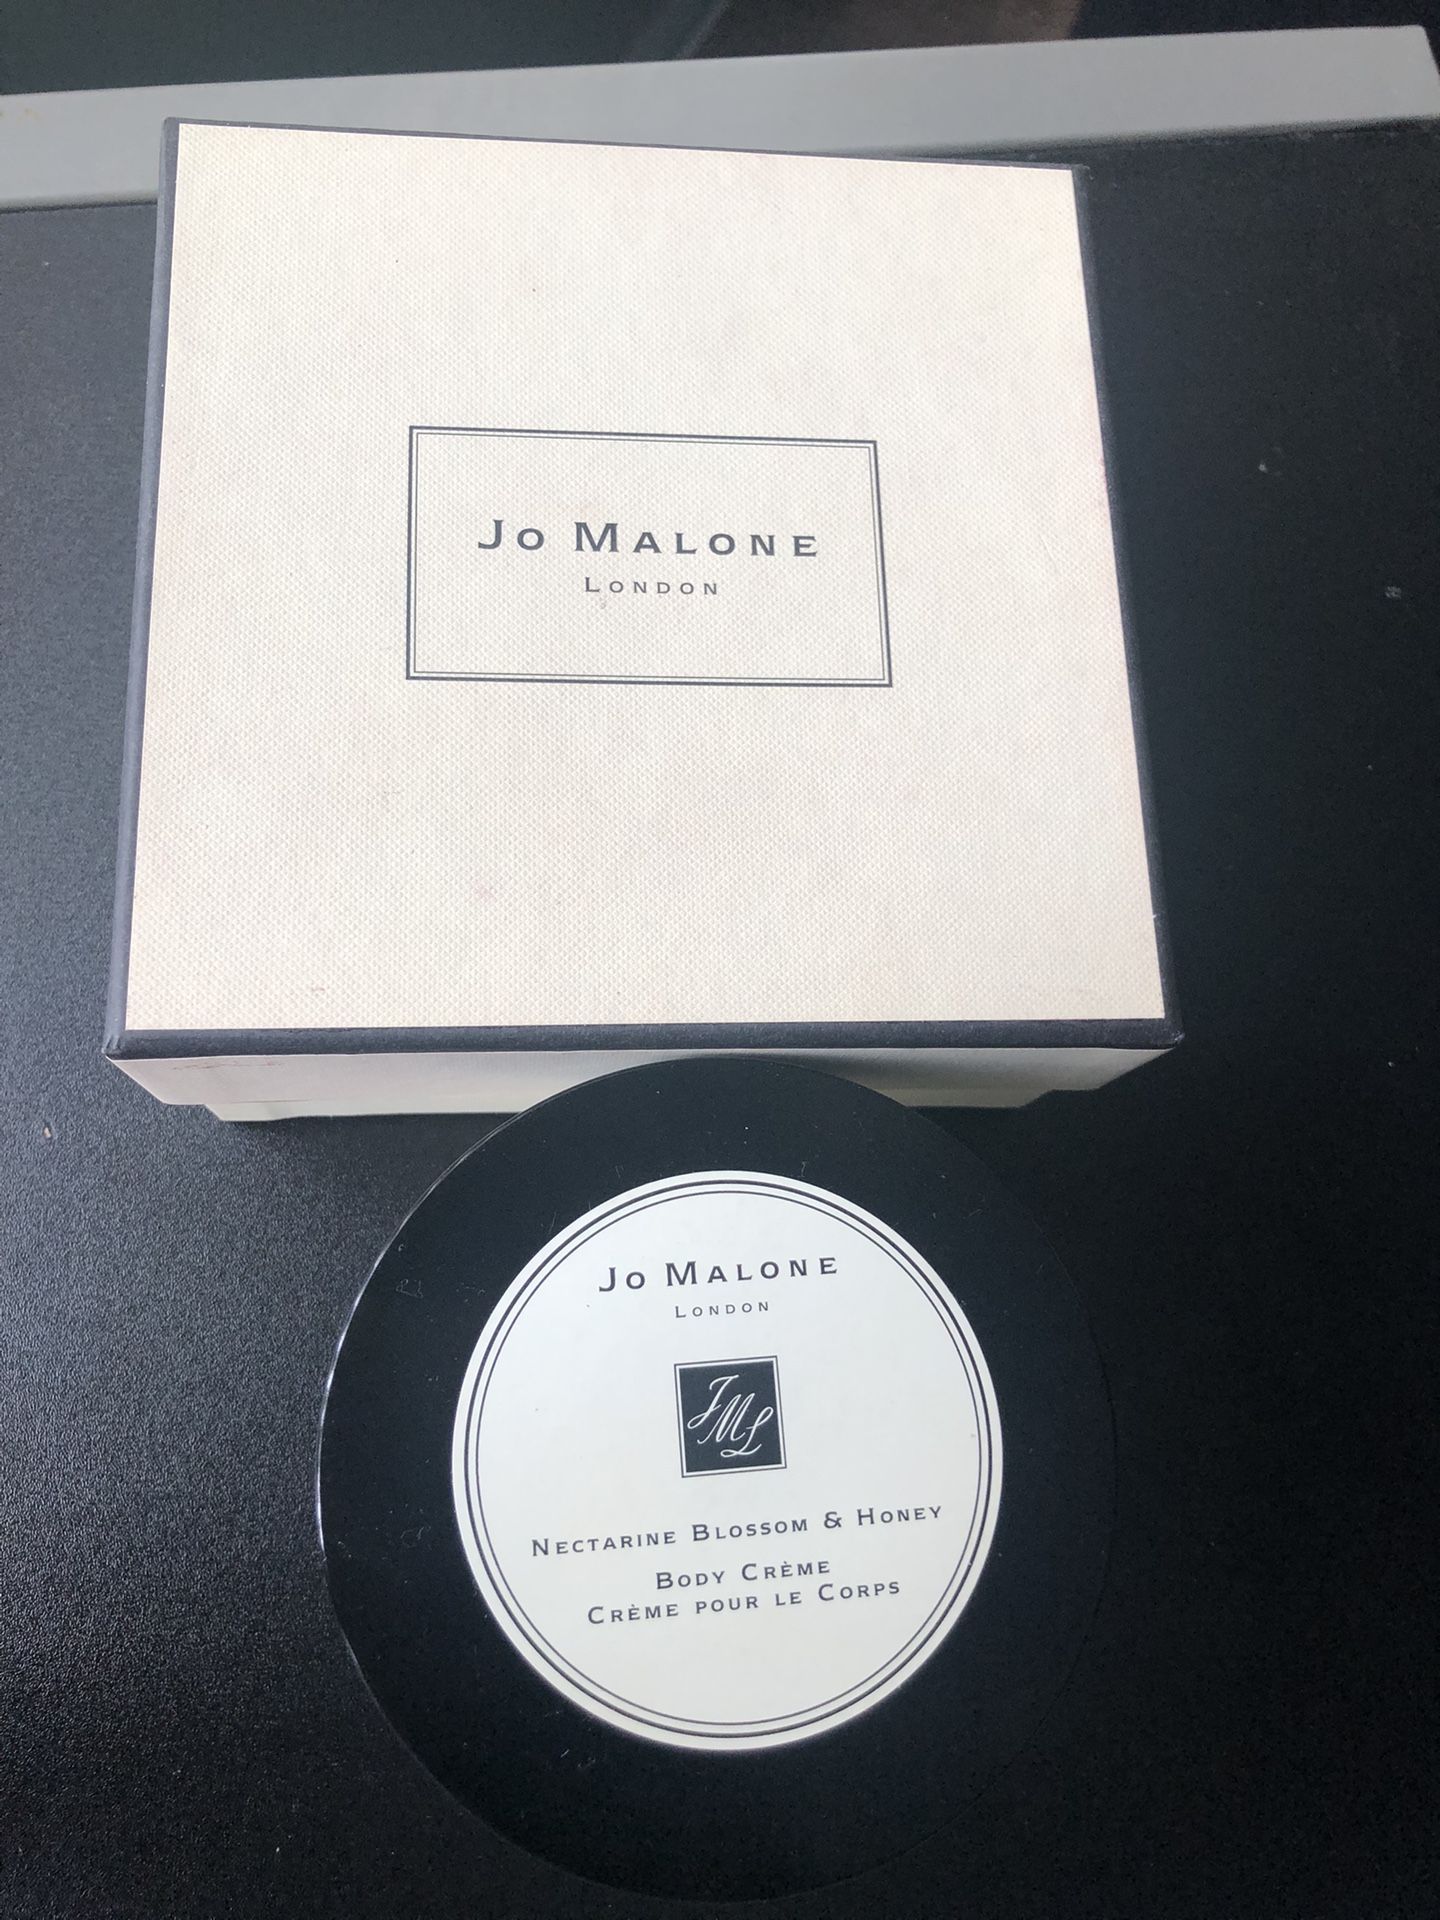 Jo Malone
London
Jo Malone
London
JML
Nectarine Blossom & Honey
Body Crème
Crème pour le Corps